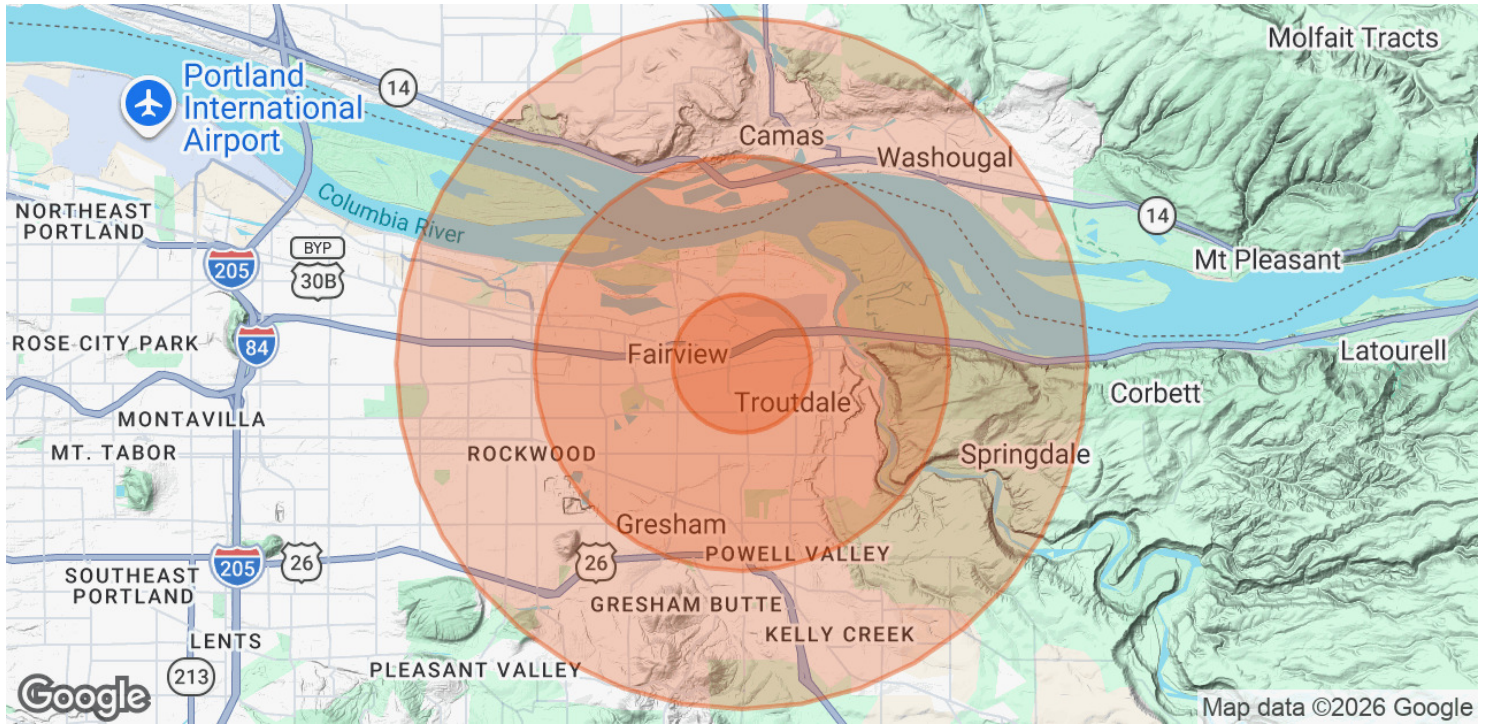 Molfait Tracts
Portland
International
Airport
14
Camas
Washougal
Columbia River
NORTHEAST
PORTLAND
14
BYP
30B
205
Mt Pleasant
ROSE CITY PARK
84
Fairview
Latourell
Corbett
Troutdale
MONTAVILLA
MT. TABOR
ROCKWOOD
Springdale
Gresham
POWELL VALLEY
205
26
26
SOUTHEAST
PORTLAND
GRESHAM BUTTE
LENTS
KELLY CREEK
213
PLEASANT VALLEY
Google
Map data ©2026 Google